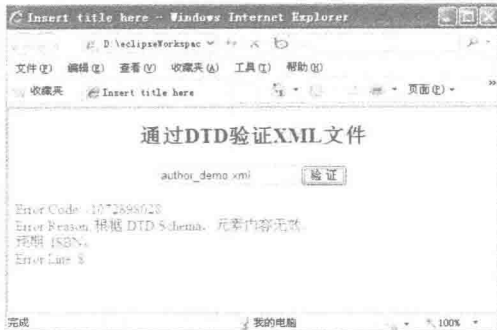 Insert title here - Windows Internet Explorer
D:\eclipseWorkspac
文件(F) 编辑(E) 查看(V) 收藏夹(A) 工具(T) 帮助(H)
收藏夹 Insert title here 页面(P)
通过DTD验证XML文件
author_demo.xml 验 证
Error Code: -1072898028
Error Reason: 根据 DTD/Schema, 元素内容无效。
预期: ISBN。
Error Line: 8
完成 我的电脑 100%